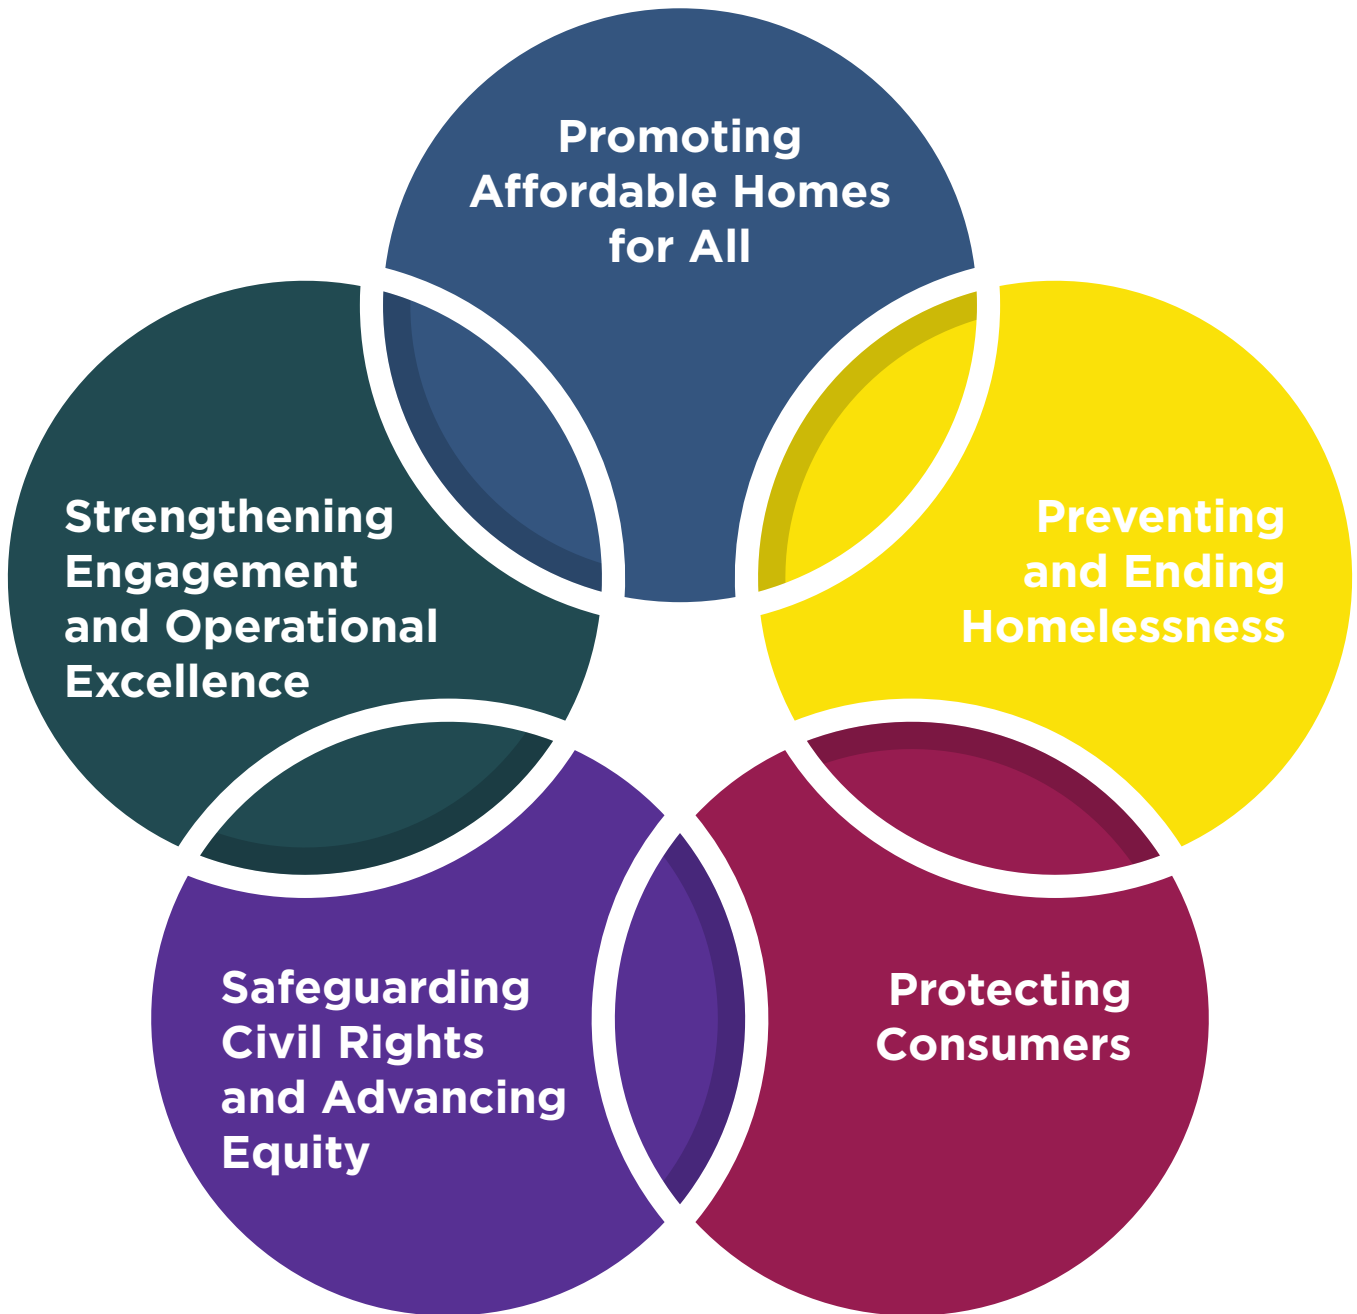 Promoting
Affordable Homes
for All
Strengthening
Engagement
and Operational
Excellence
Preventing
and Ending
Homelessness
Safeguarding
Civil Rights
and Advancing
Equity
Protecting
Consumers